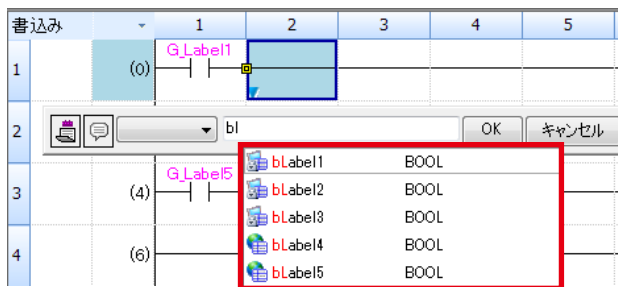 書込み 1 2 3 4 5
G_Label1
1 (0)
2 bl OK キャンセル
bLabel1 BOOL
G_Label5
bLabel2 BOOL
3 (4)
bLabel3 BOOL
bLabel4 BOOL
4 (6)
bLabel5 BOOL